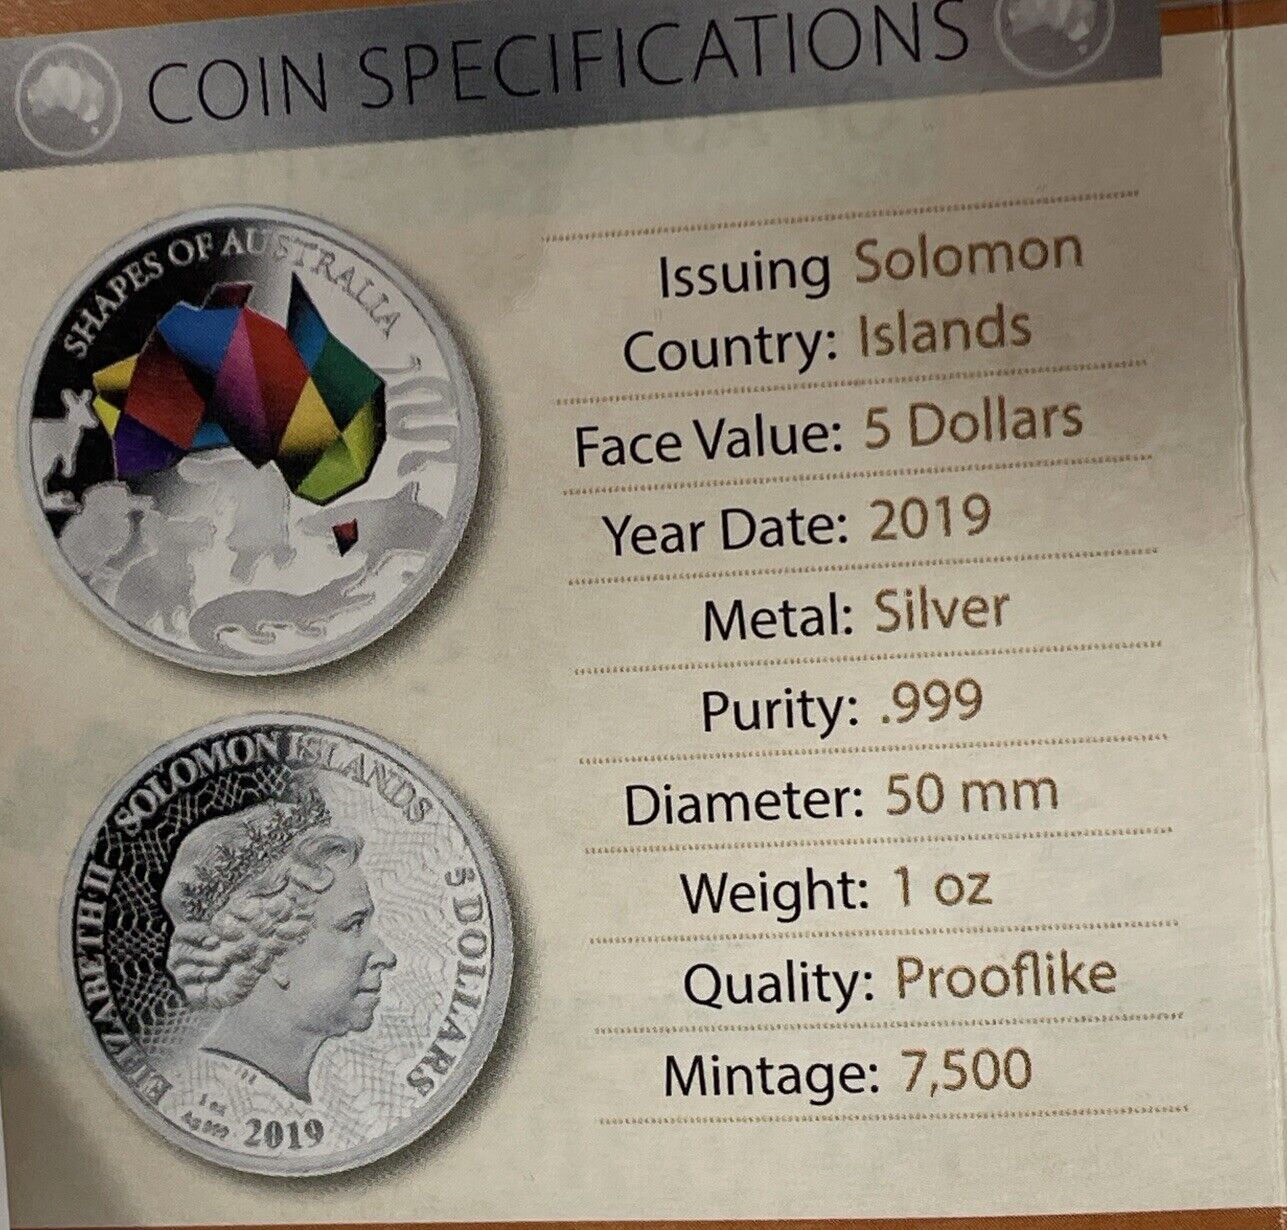 COIN SPECIFICATIONS
SHAPES OF AUSTRALIA
Issuing Solomon
Country: Islands
Face Value: 5 Dollars
Year Date: 2019
Metal: Silver
Purity: .999
Diameter: 50 mm
Weight: 1 oz
Quality: Prooflike
Mintage: 7,500
ELIZABETH II
SOLOMON ISLANDS
5 DOLLARS
1 oz
Ag 999
2019